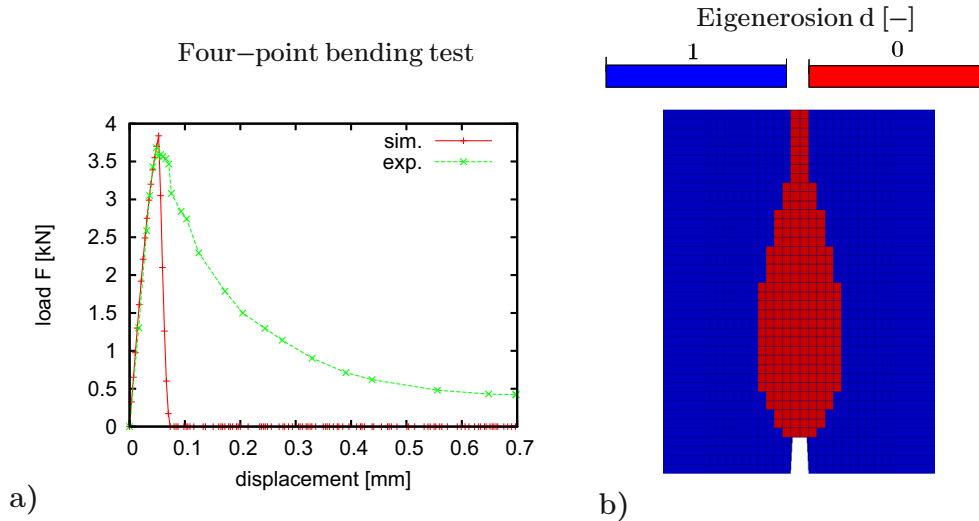 Four−point bending test
4
3.5
3
2.5
2
1.5
1
0.5
0
load F [kN]
sim.
exp.
0 0.1 0.2 0.3 0.4 0.5 0.6 0.7
displacement [mm]
a)
Eigenerosion d [−]
1 0
b)